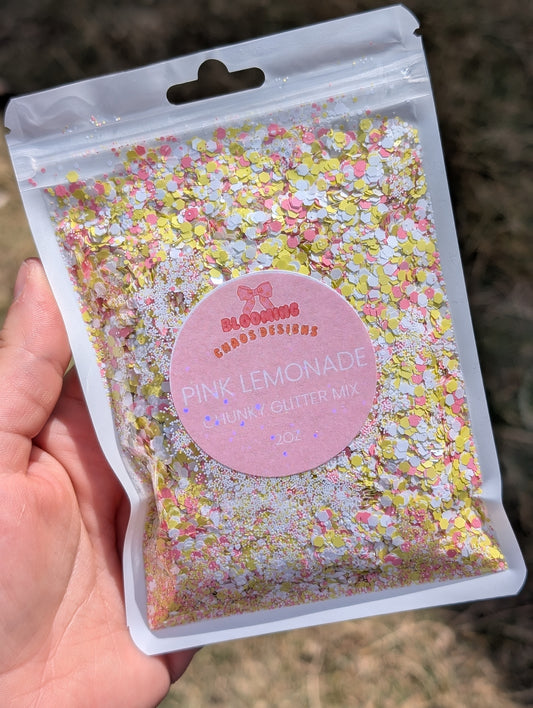 BLOOMING
CHAOS DESIGNS
PINK LEMONADE
CHUNKY GLITTER MIX
2OZ